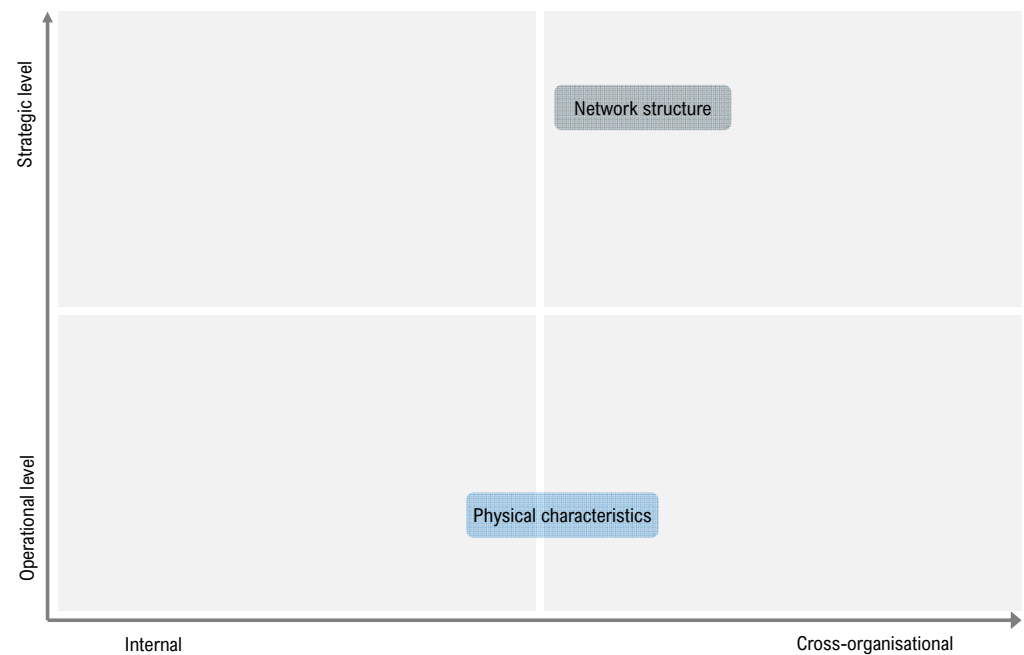 Strategic level
Network structure
Operational level
Physical characteristics
Internal
Cross-organisational